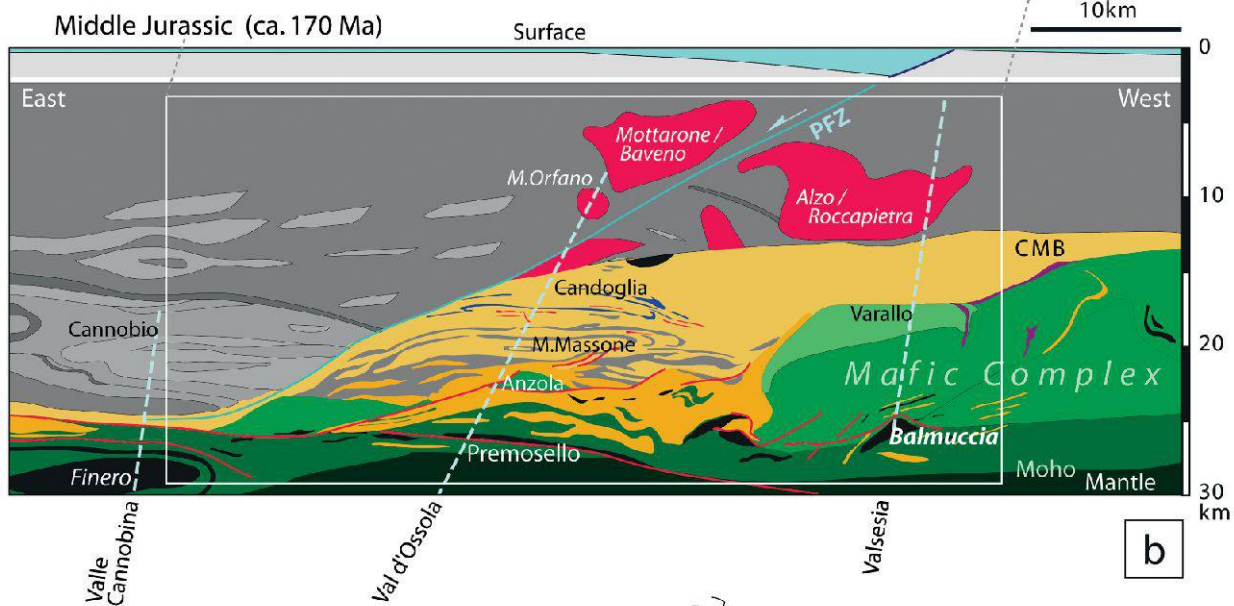 Middle Jurassic (ca. 170 Ma)
Surface
10km
0
East
West
PFZ
Mottarone /
Baveno
M.Orfano
Alzo /
Roccapietra
10
CMB
Candoglia
Cannobio
Varallo
M.Massone
20
Anzola
Mafic Complex
Balmuccia
Premosello
Finero
Moho
Mantle
30
km
Valle
Cannobina
Val d'Ossola
Valsesia
b